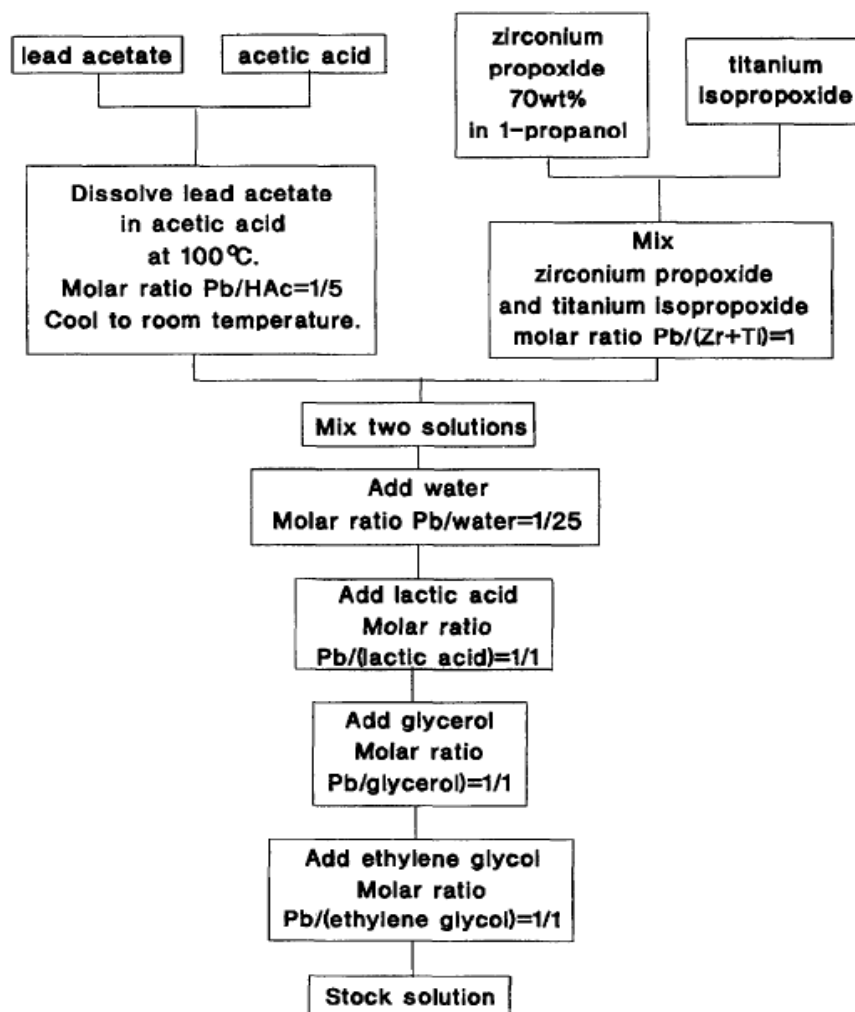 lead acetate
acetic acid
zirconium
propoxide
70wt%
in 1-propanol
titanium
isopropoxide
Dissolve lead acetate
in acetic acid
at 100°C.
Molar ratio Pb/HAc=1/5
Cool to room temperature.
Mix
zirconium propoxide
and titanium isopropoxide
molar ratio Pb/(Zr+Ti)=1
Mix two solutions
Add water
Molar ratio Pb/water=1/25
Add lactic acid
Molar ratio
Pb/(lactic acid)=1/1
Add glycerol
Molar ratio
Pb/glycerol)=1/1
Add ethylene glycol
Molar ratio
Pb/(ethylene glycol)=1/1
Stock solution